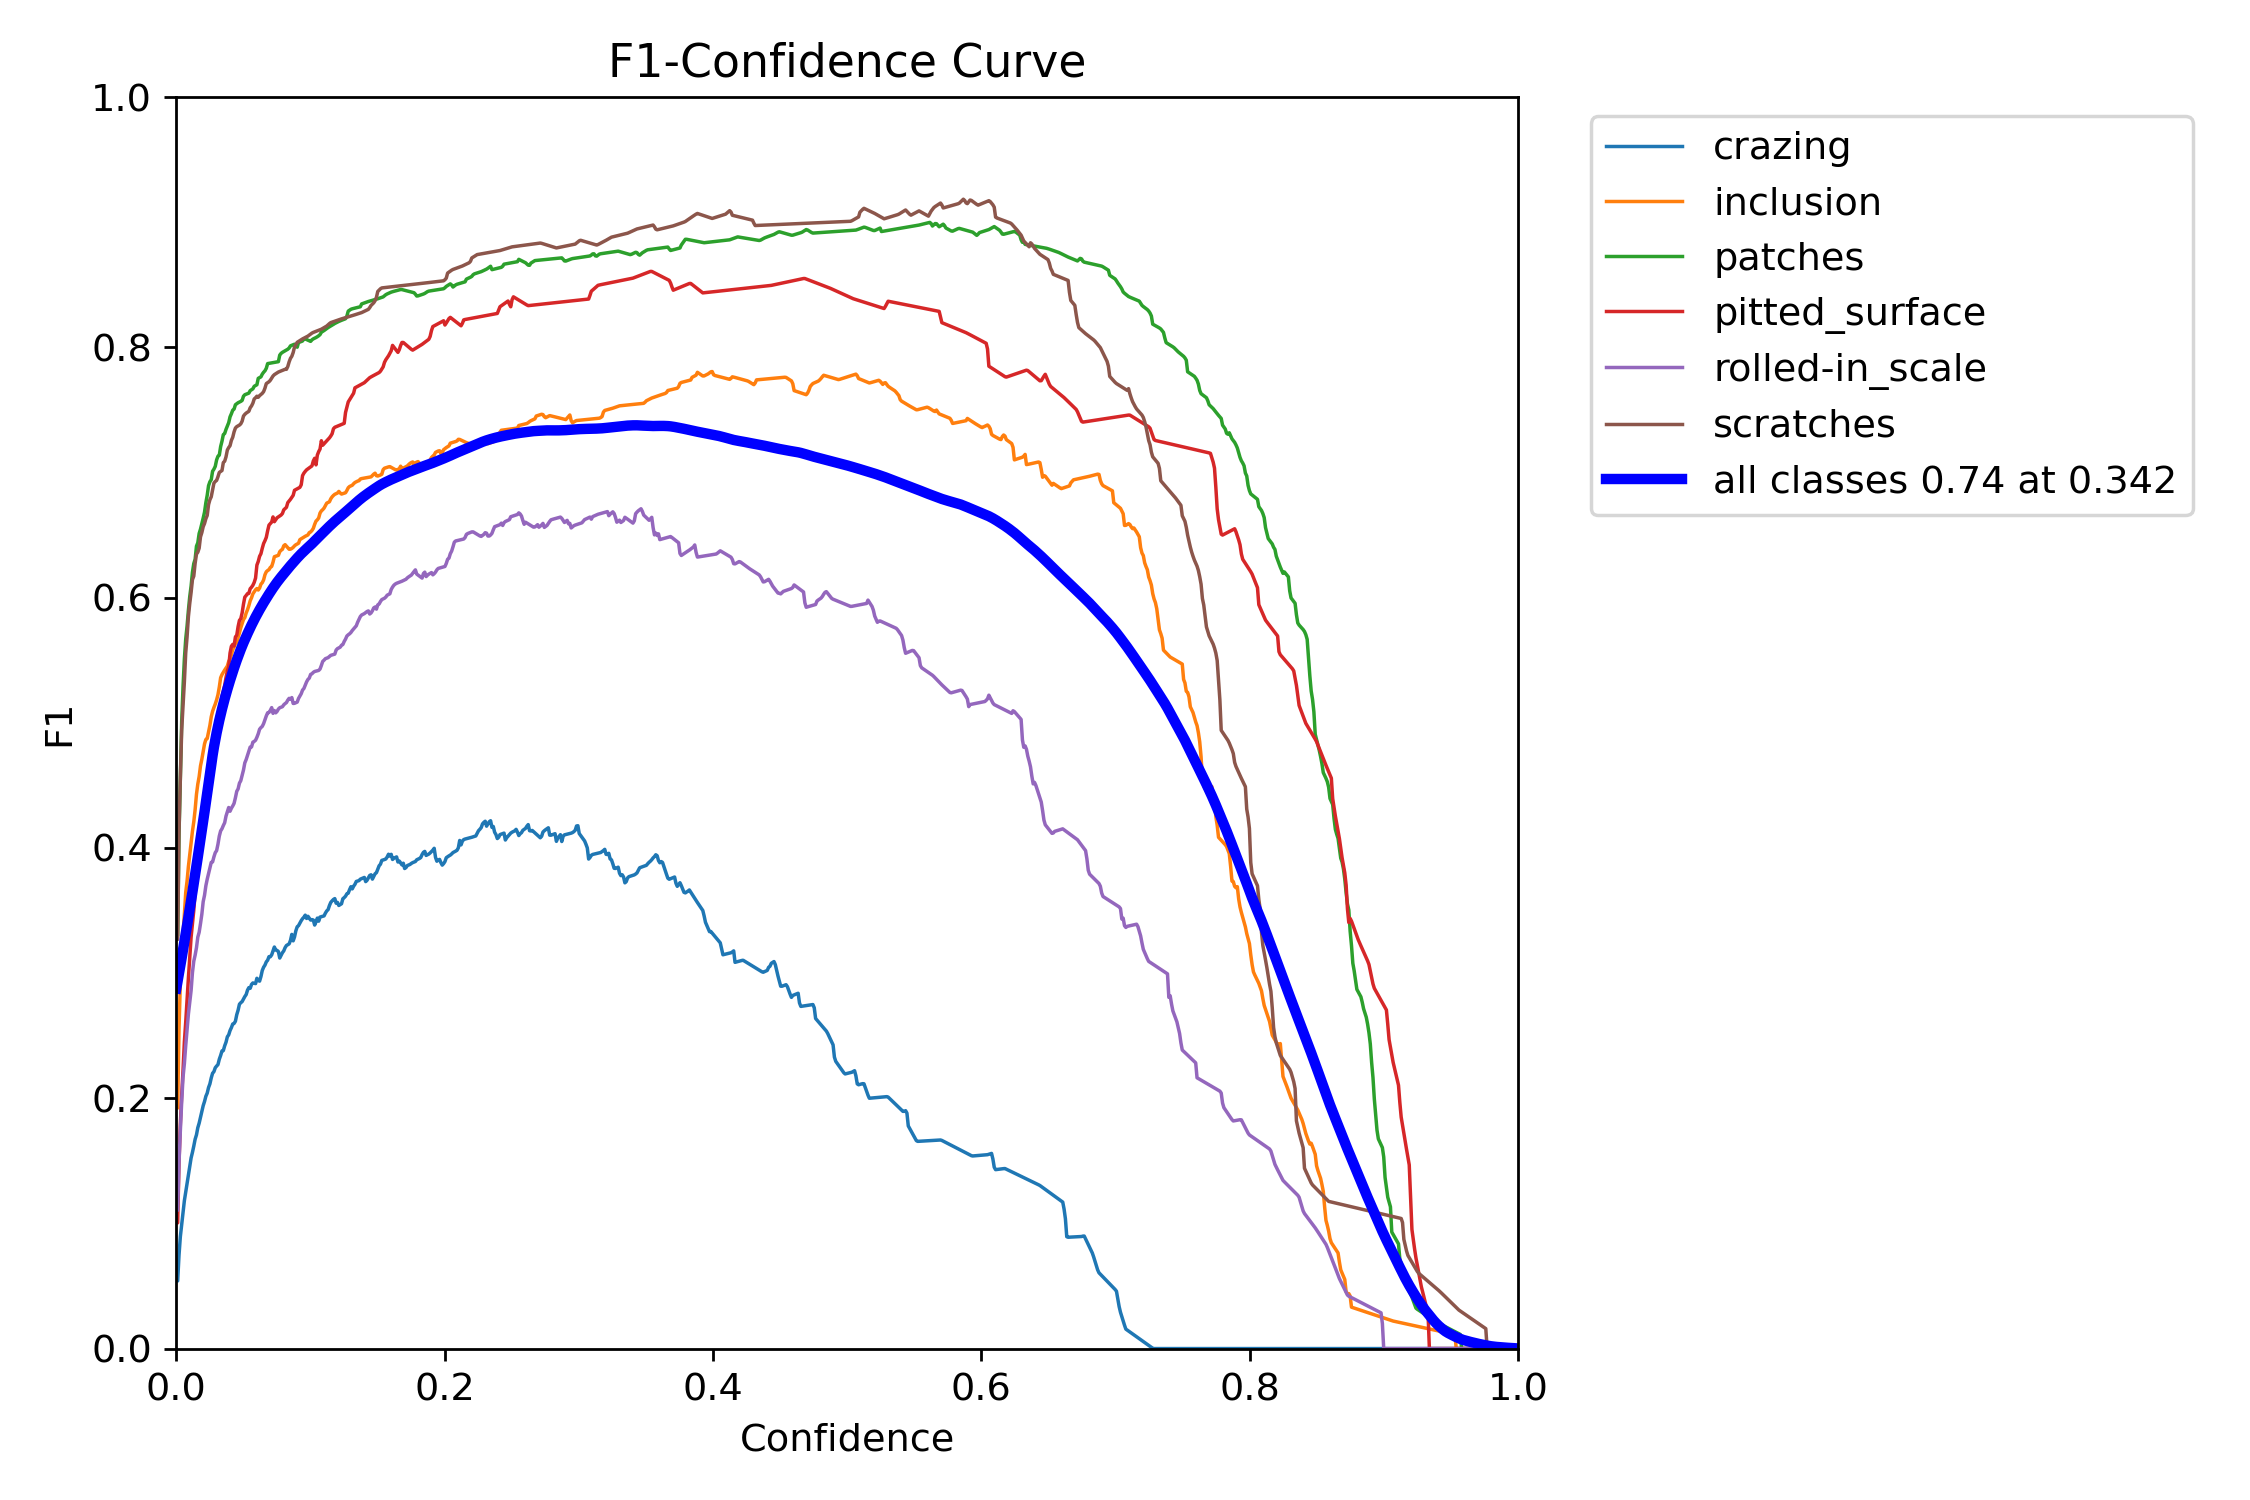 F1-Confidence Curve
1.0
0.8
0.6
0.4
0.2
0.0
F1
0.0 0.2 0.4 0.6 0.8 1.0
Confidence
crazing
inclusion
patches
pitted_surface
rolled-in_scale
scratches
all classes 0.74 at 0.342